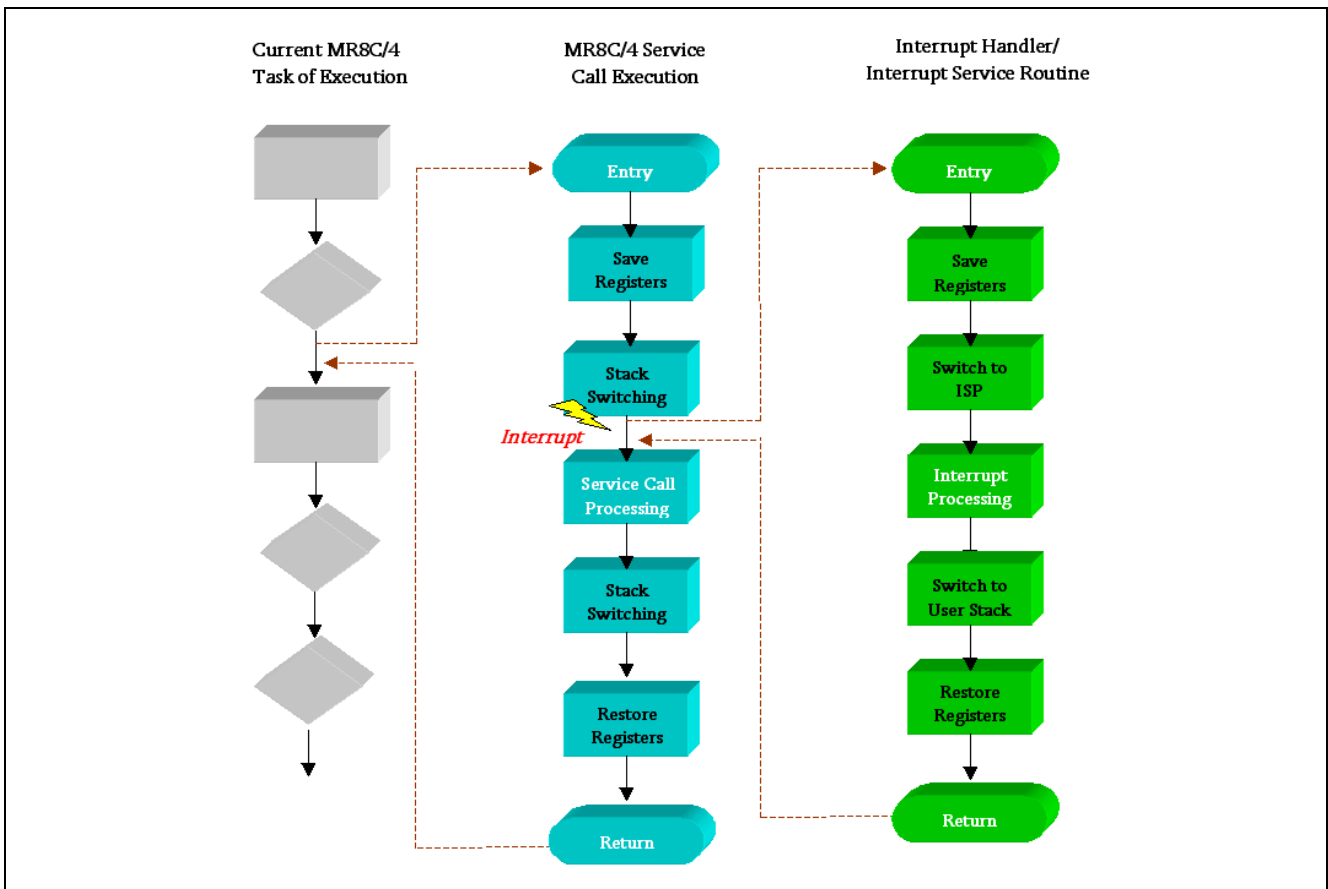 Current MR8C/4
Task of Execution
MR8C/4 Service
Call Execution
Entry
Save
Registers
Stack
Switching
Interrupt
Service Call
Processing
Stack
Switching
Restore
Registers
Return
Interrupt Handler/
Interrupt Service Routine
Entry
Save
Registers
Switch to
ISP
Interrupt
Processing
Switch to
User Stack
Restore
Registers
Return